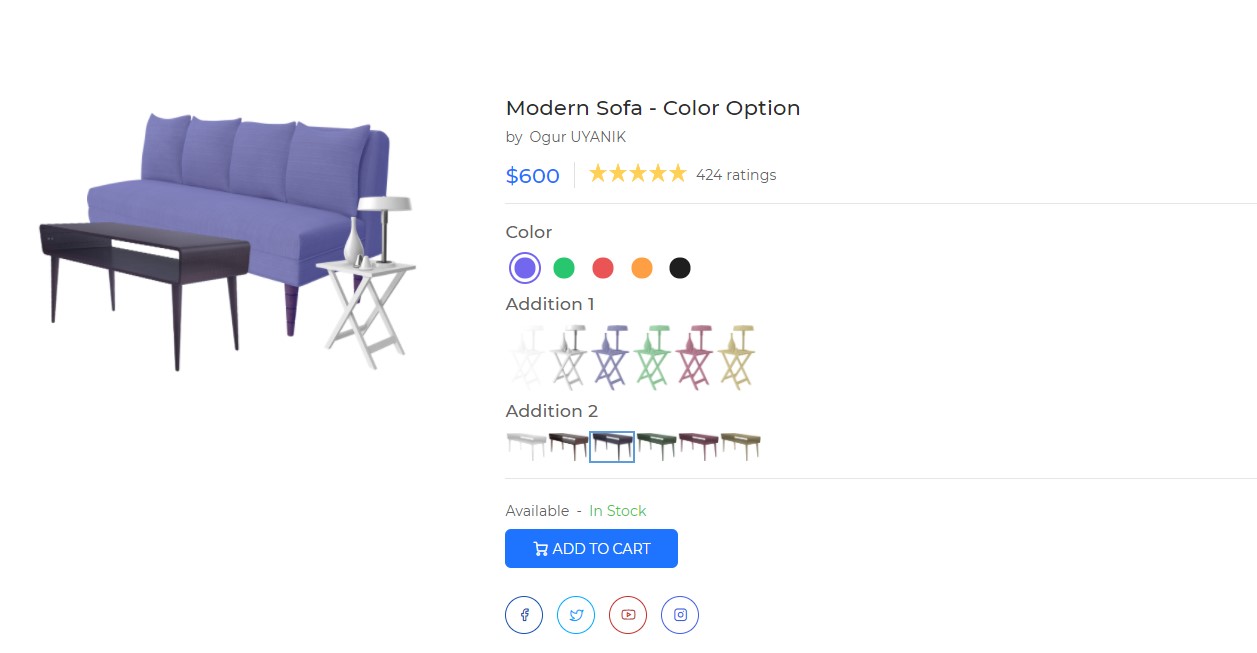 Modern Sofa - Color Option
by Ogur UYANIK
$600 424 ratings
Color
Addition 1
Addition 2
Available - In Stock
ADD TO CART